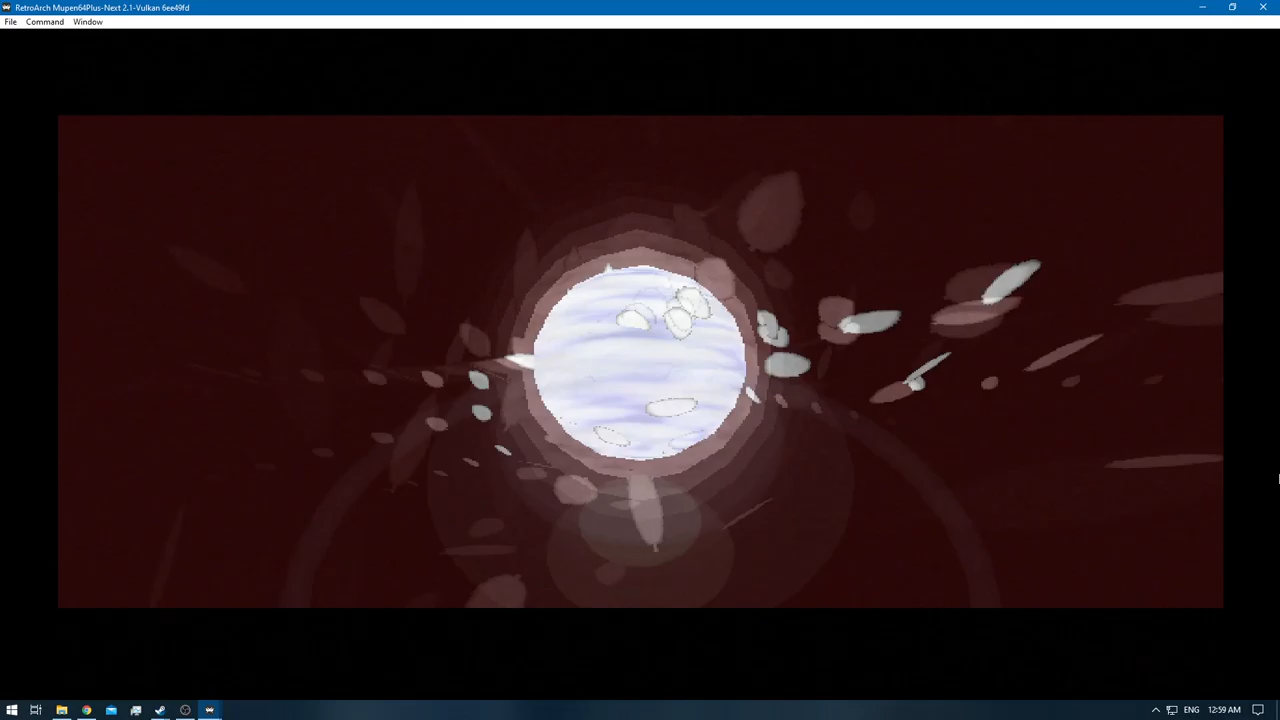 RetroArch Mupen64Plus-Next 2.1-Vulkan 6ee49fd
File Command Window
ENG 12:59 AM